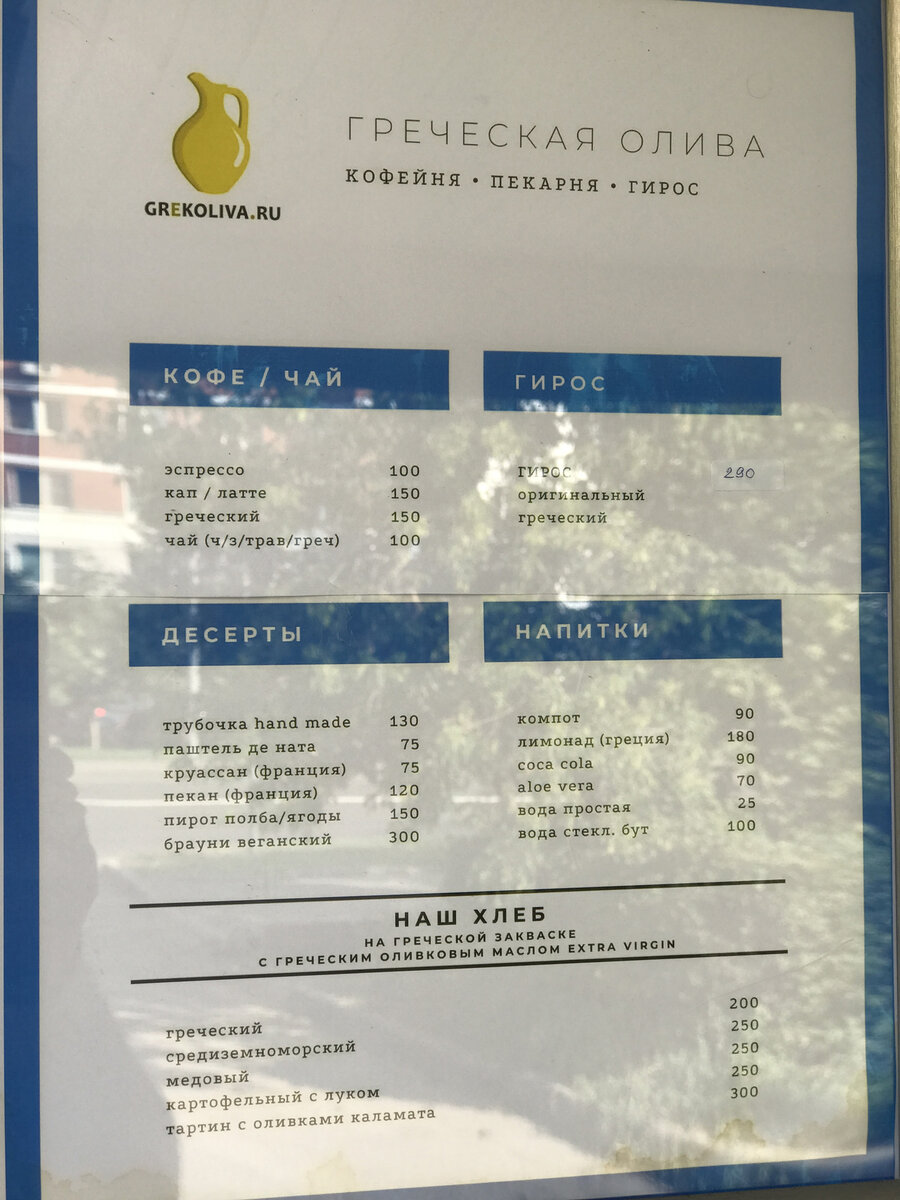 GREKOLIVA.RU
ГРЕЧЕСКАЯ ОЛИВА
КОФЕЙНЯ • ПЕКАРНЯ • ГИРОС
КОФЕ / ЧАЙ
эспрессо 100
кап / латте 150
греческий 150
чай (ч/з/трав/греч) 100
ГИРОС
гирос 290
оригинальный
греческий
ДЕСЕРТЫ
трубочка hand made 130
паштель де ната 75
круассан (франция) 75
пекан (франция) 120
пирог полба/ягоды 150
брауни веганский 300
НАПИТКИ
компот 90
лимонад (греция) 180
coca cola 90
aloe vera 70
вода простая 25
вода стекл. бут 100
НАШ ХЛЕБ
НА ГРЕЧЕСКОЙ ЗАКВАСКЕ
С ГРЕЧЕСКИМ ОЛИВКОВЫМ МАСЛОМ EXTRA VIRGIN
греческий 200
средиземноморский 250
медовый 250
картофельный с луком 250
тартин с оливками каламата 300